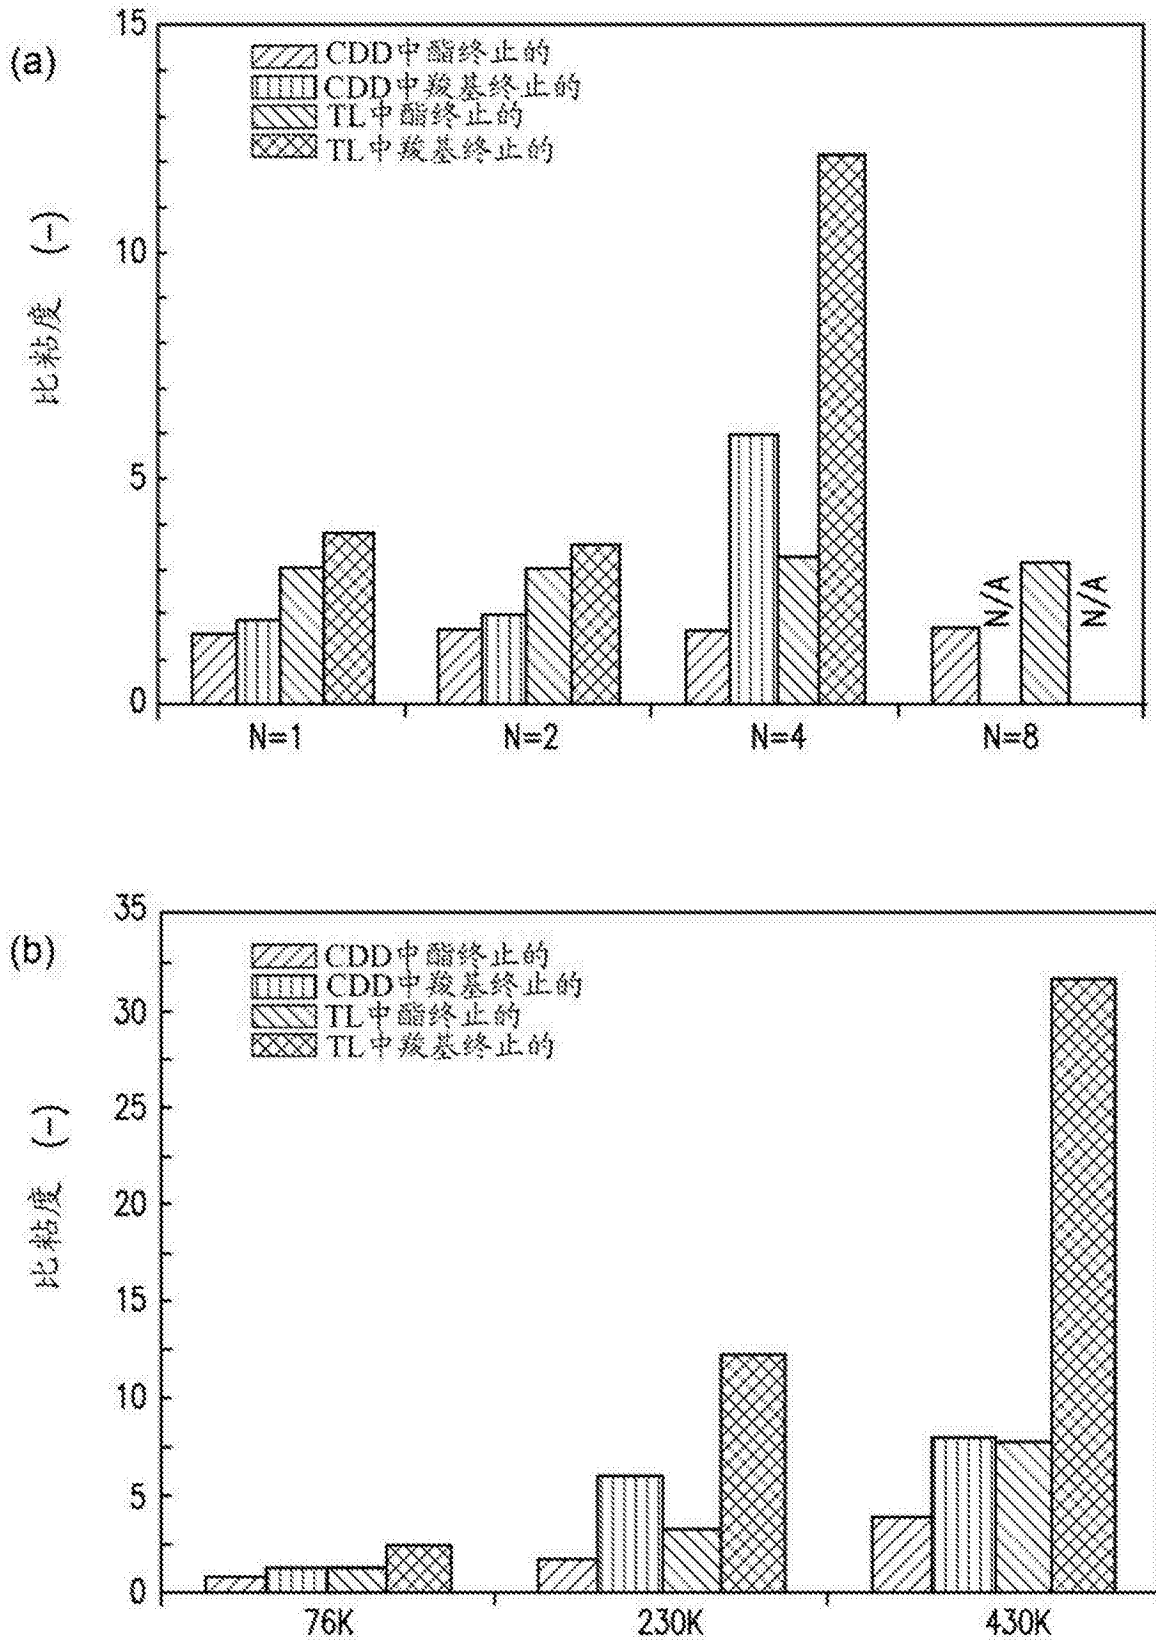 (a)
15
10
5
0
比粘度 (-)
CDD中酯终止的
CDD中羧基终止的
TL中酯终止的
TL中羧基终止的
N/A
N/A
N=1
N=2
N=4
N=8
(b)
35
30
25
20
15
10
5
0
比粘度 (-)
CDD中酯终止的
CDD中羧基终止的
TL中酯终止的
TL中羧基终止的
76K
230K
430K